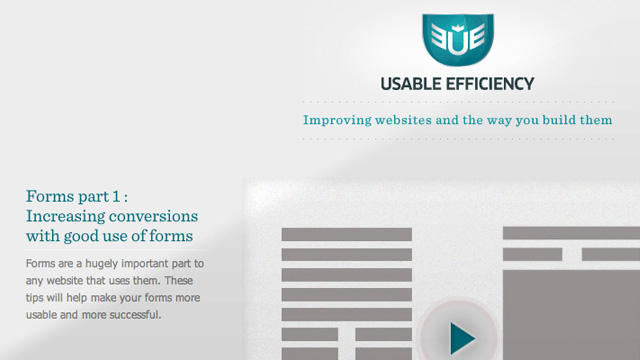 EUE
USABLE EFFICIENCY
Improving websites and the way you build them
Forms part 1 :
Increasing conversions
with good use of forms
Forms are a hugely important part to
any website that uses them. These
tips will help make your forms more
usable and more successful.